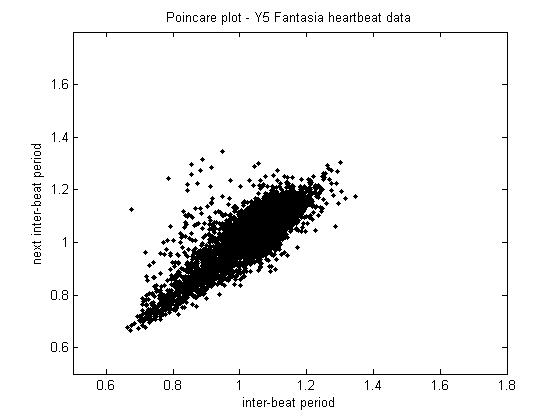 Poincare plot - Y5 Fantasia heartbeat data
1.6
1.4
1.2
1
0.8
0.6
next inter-beat period
0.6 0.8 1 1.2 1.4 1.6 1.8
inter-beat period